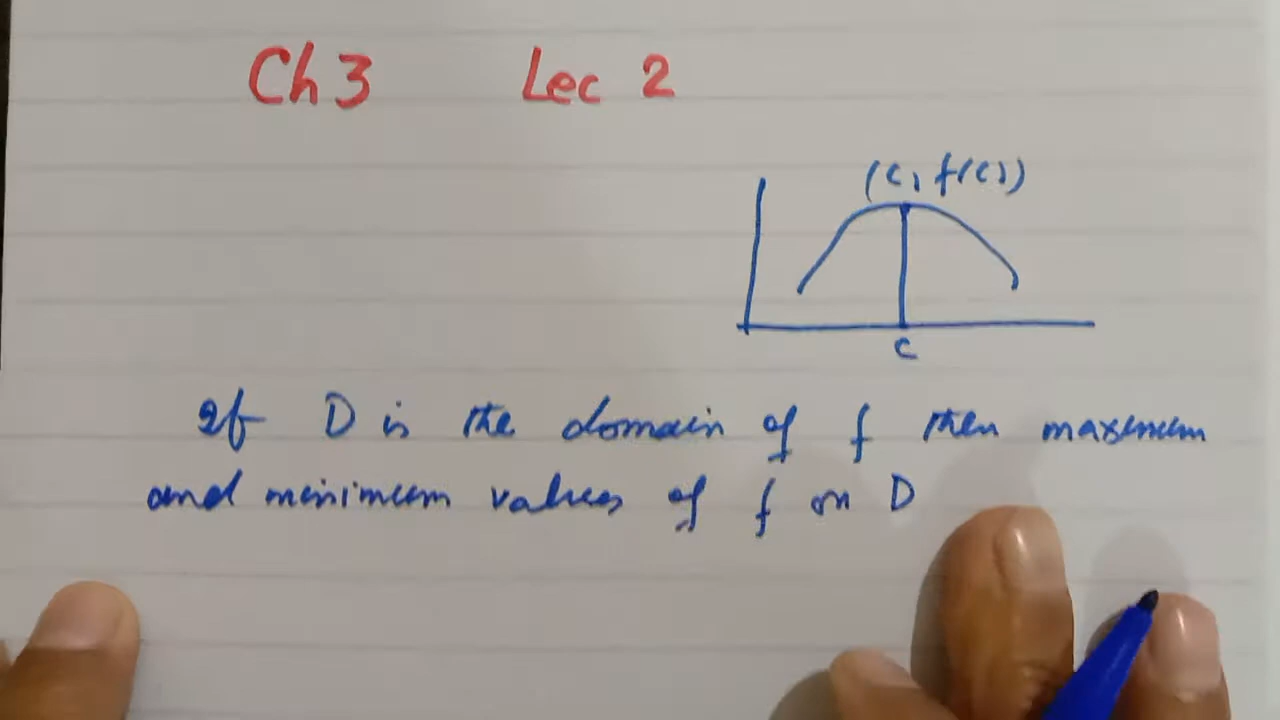 Ch 3 Lec 2
(c, f(c))
c
If D is the domain of f then maximum
and minimum values of f on D